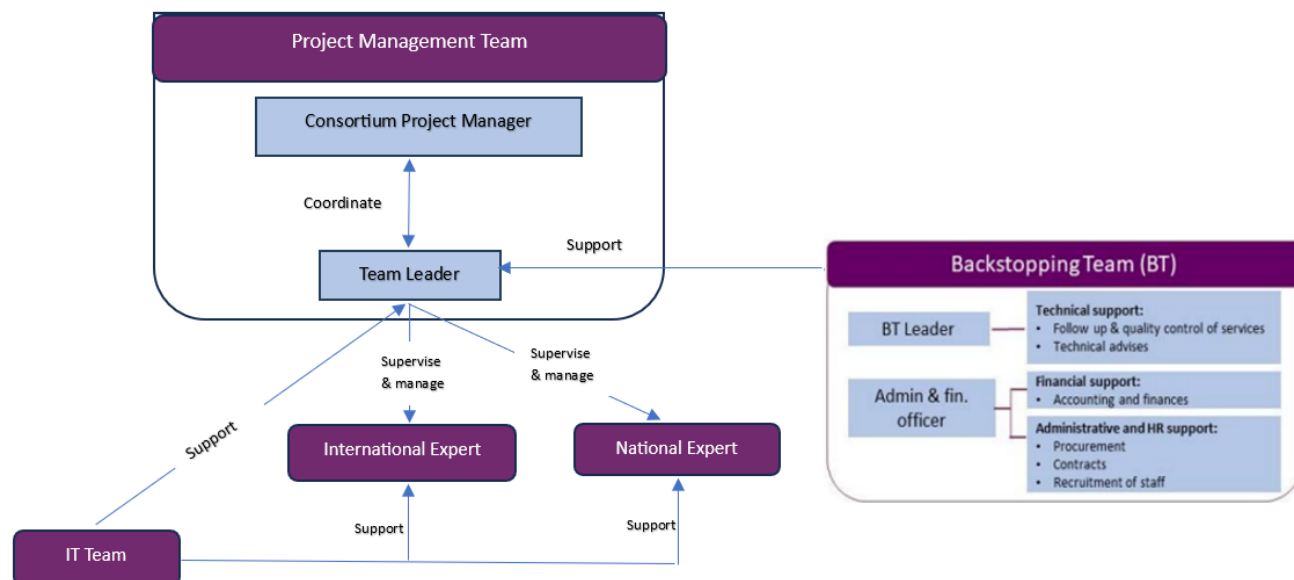 Project Management Team
Consortium Project Manager
Coordinate
Team Leader
Support
Supervise
& manage
Supervise
& manage
Support
International Expert
National Expert
Support
Support
IT Team
Backstopping Team (BT)
BT Leader
Technical support:
• Follow up & quality control of services
• Technical advises
Admin & fin.
officer
Financial support:
• Accounting and finances
Administrative and HR support:
• Procurement
• Contracts
• Recruitment of staff